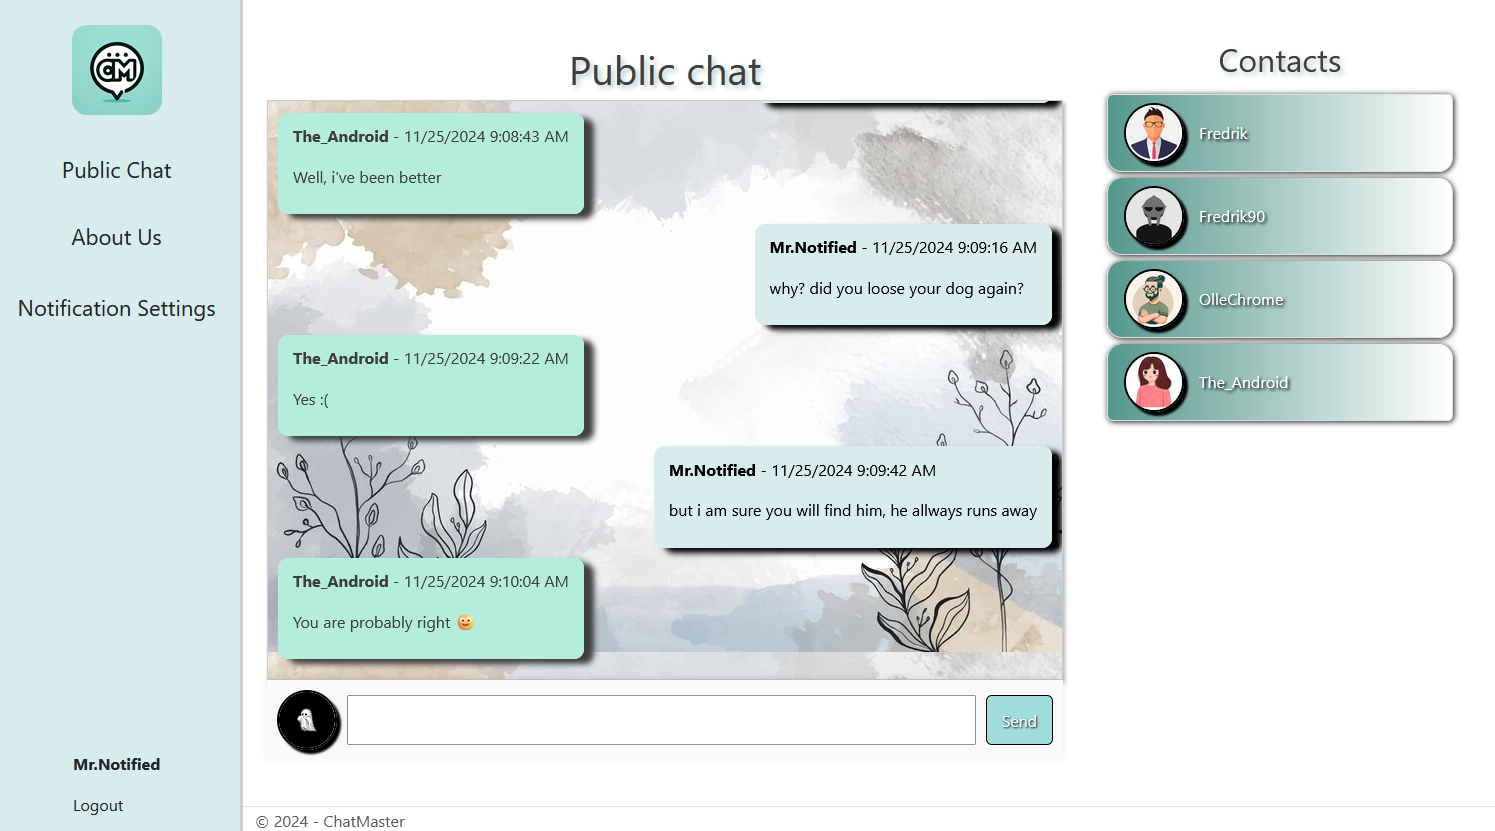 CM
Public Chat
About Us
Notification Settings
Mr.Notified
Logout
Public chat
The_Android - 11/25/2024 9:08:43 AM
Well, i've been better
Mr.Notified - 11/25/2024 9:09:16 AM
why? did you loose your dog again?
The_Android - 11/25/2024 9:09:22 AM
Yes :(
Mr.Notified - 11/25/2024 9:09:42 AM
but i am sure you will find him, he allways runs away
The_Android - 11/25/2024 9:10:04 AM
You are probably right 🙂
Send
Contacts
Fredrik
Fredrik90
OlleChrome
The_Android
© 2024 - ChatMaster